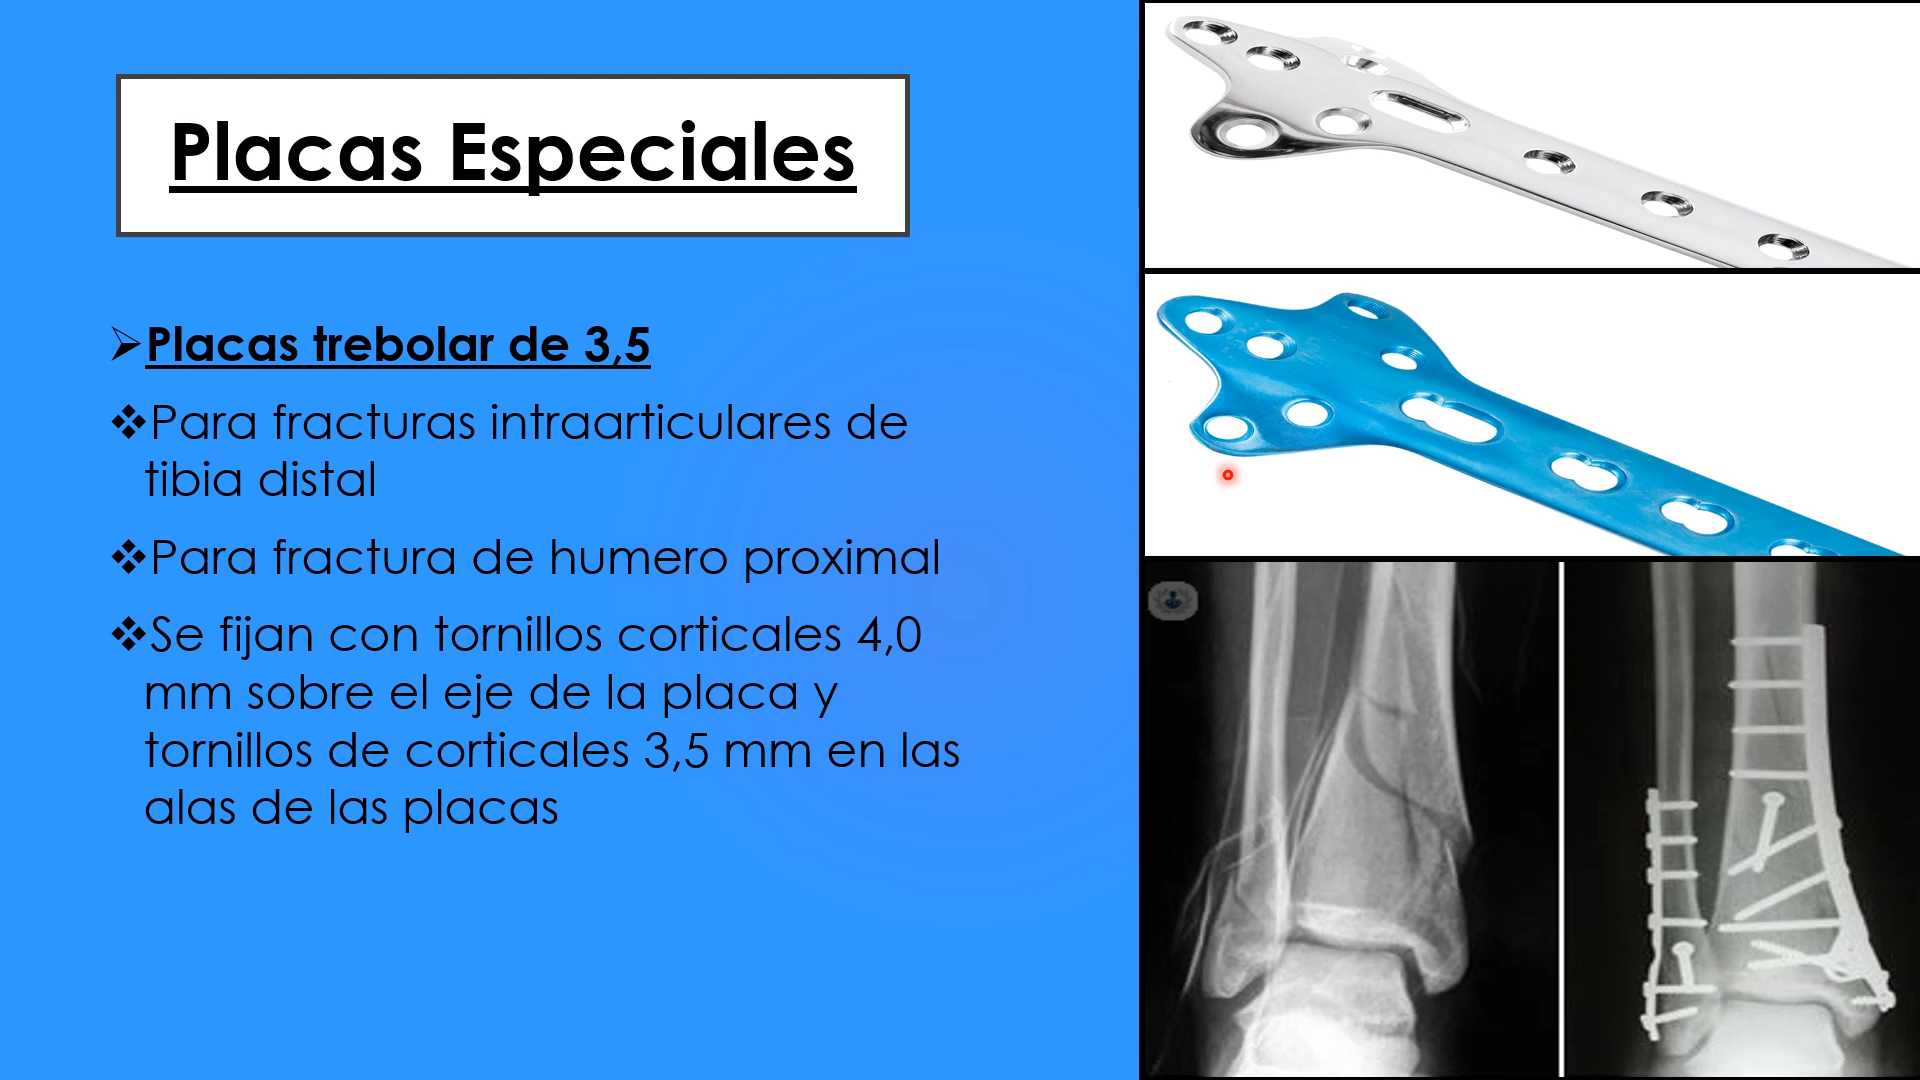 Placas Especiales
Placas trebolar de 3,5
Para fracturas intraarticulares de
tibia distal
Para fractura de humero proximal
Se fijan con tornillos corticales 4,0
mm sobre el eje de la placa y
tornillos de corticales 3,5 mm en las
alas de las placas